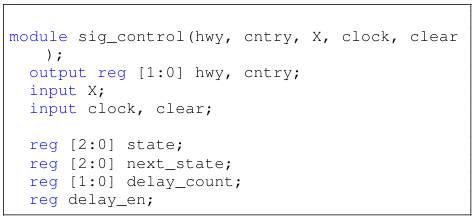 module sig_control(hwy, cntry, X, clock, clear
);
output reg [1:0] hwy, cntry;
input X;
input clock, clear;
reg [2:0] state;
reg [2:0] next_state;
reg [1:0] delay_count;
reg delay_en;